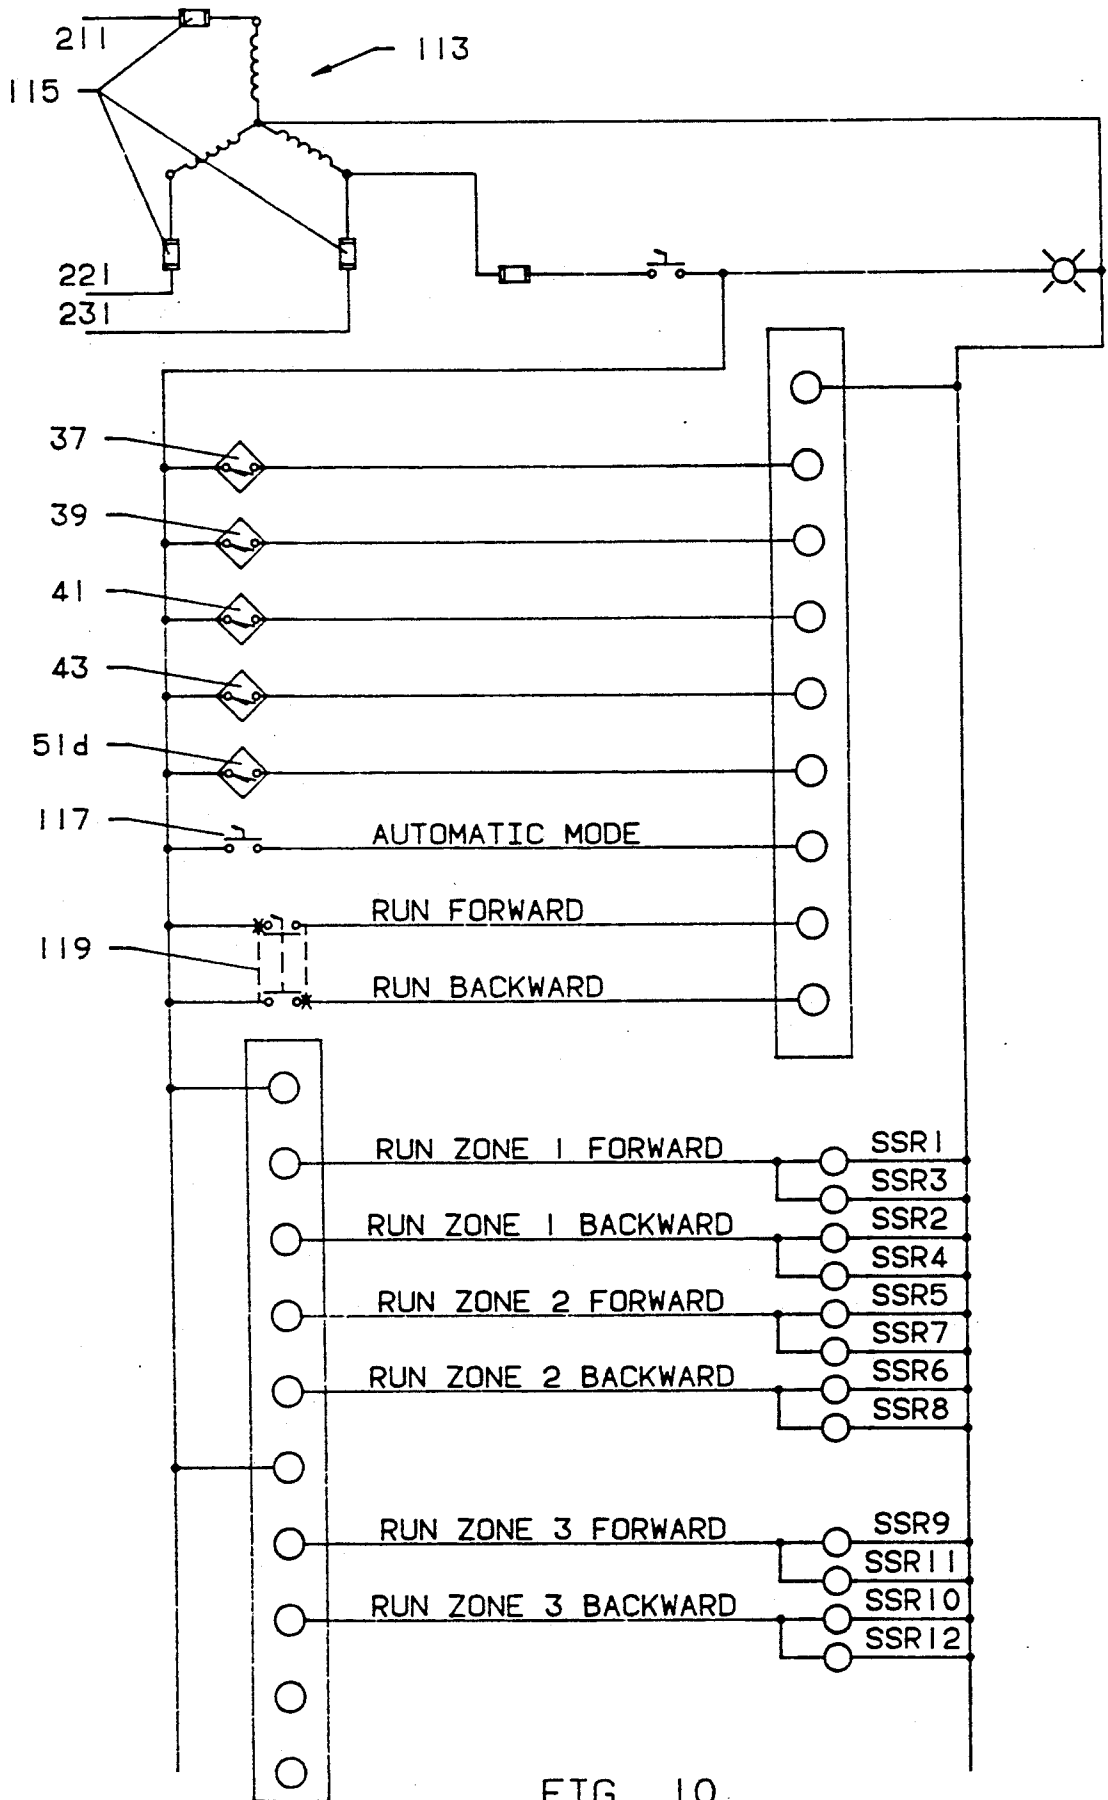 211
113
115
221
231
37
39
41
43
51d
117
AUTOMATIC MODE
RUN FORWARD
119
RUN BACKWARD
RUN ZONE 1 FORWARD
SSR1
SSR3
RUN ZONE 1 BACKWARD
SSR2
SSR4
RUN ZONE 2 FORWARD
SSR5
SSR7
RUN ZONE 2 BACKWARD
SSR6
SSR8
RUN ZONE 3 FORWARD
SSR9
SSR11
RUN ZONE 3 BACKWARD
SSR10
SSR12
FIG. 10